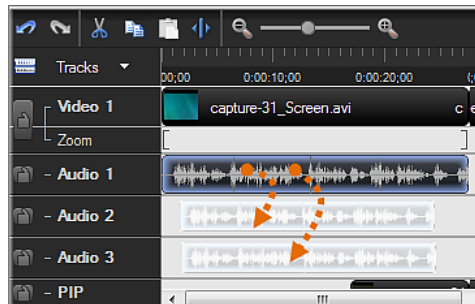 Tracks
00;00 0:00:10;00 0:00:20;00
Video 1
capture-31_Screen.avi c
Zoom
Audio 1
Audio 2
Audio 3
PIP